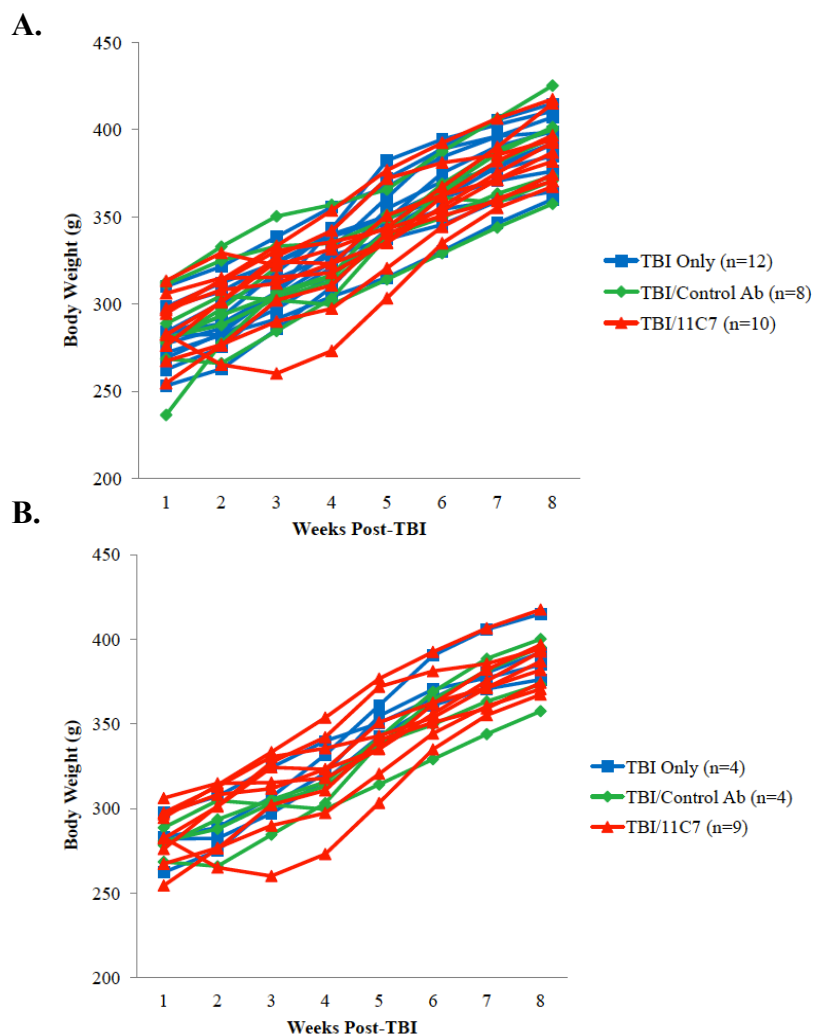 A.
450
400
350
300
250
200
Body Weight (g)
1 2 3 4 5 6 7 8
Weeks Post-TBI
TBI Only (n=12)
TBI/Control Ab (n=8)
TBI/11C7 (n=10)
B.
450
400
350
300
250
200
Body Weight (g)
1 2 3 4 5 6 7 8
Weeks Post-TBI
TBI Only (n=4)
TBI/Control Ab (n=4)
TBI/11C7 (n=9)